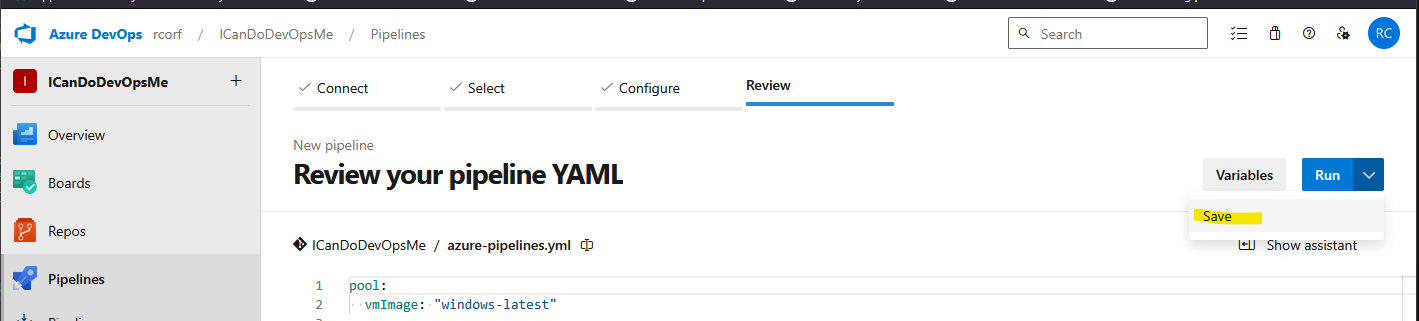 Azure DevOps rcorf / ICanDoDevOpsMe / Pipelines
Search
RC
I ICanDoDevOpsMe +
Connect Select Configure Review
Overview
New pipeline
Review your pipeline YAML
Variables Run
Boards
Save
Repos
ICanDoDevOpsMe / azure-pipelines.yml
Show assistant
Pipelines
1 pool:
2 vmImage: "windows-latest"